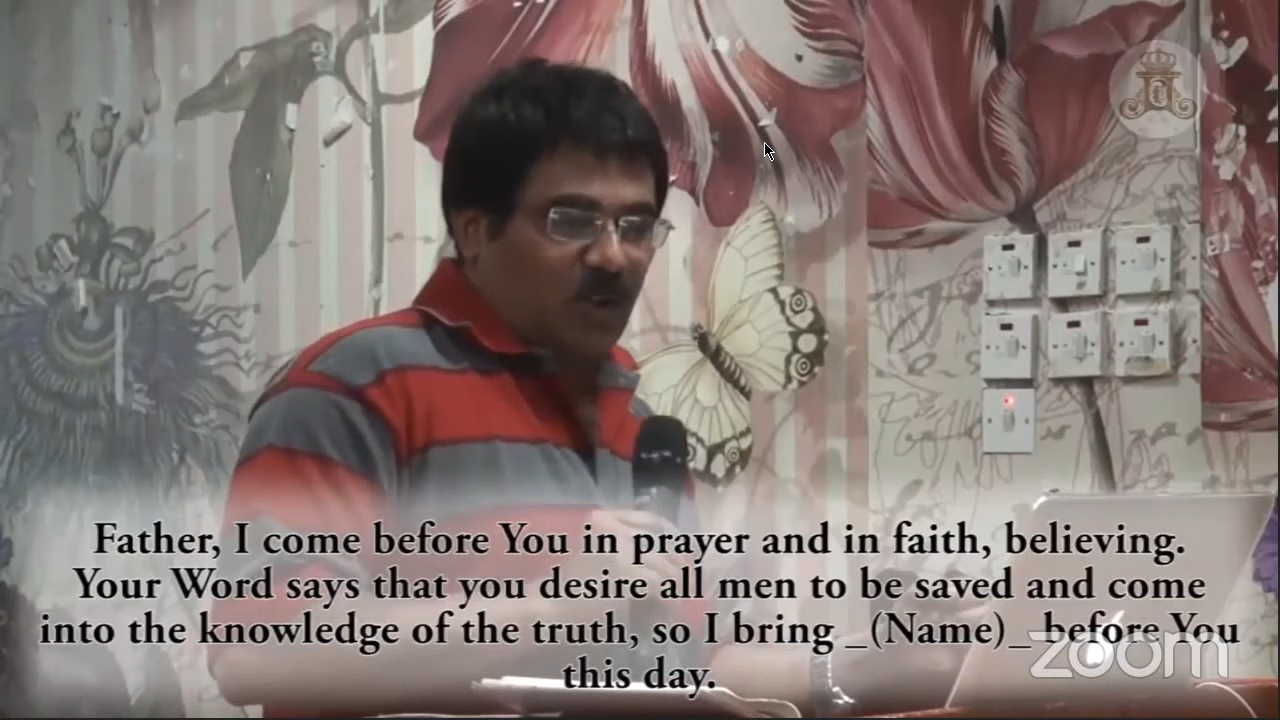 Father, I come before You in prayer and in faith, believing.
Your Word says that you desire all men to be saved and come
into the knowledge of the truth, so I bring _(Name)_ before You
this day.
zoom